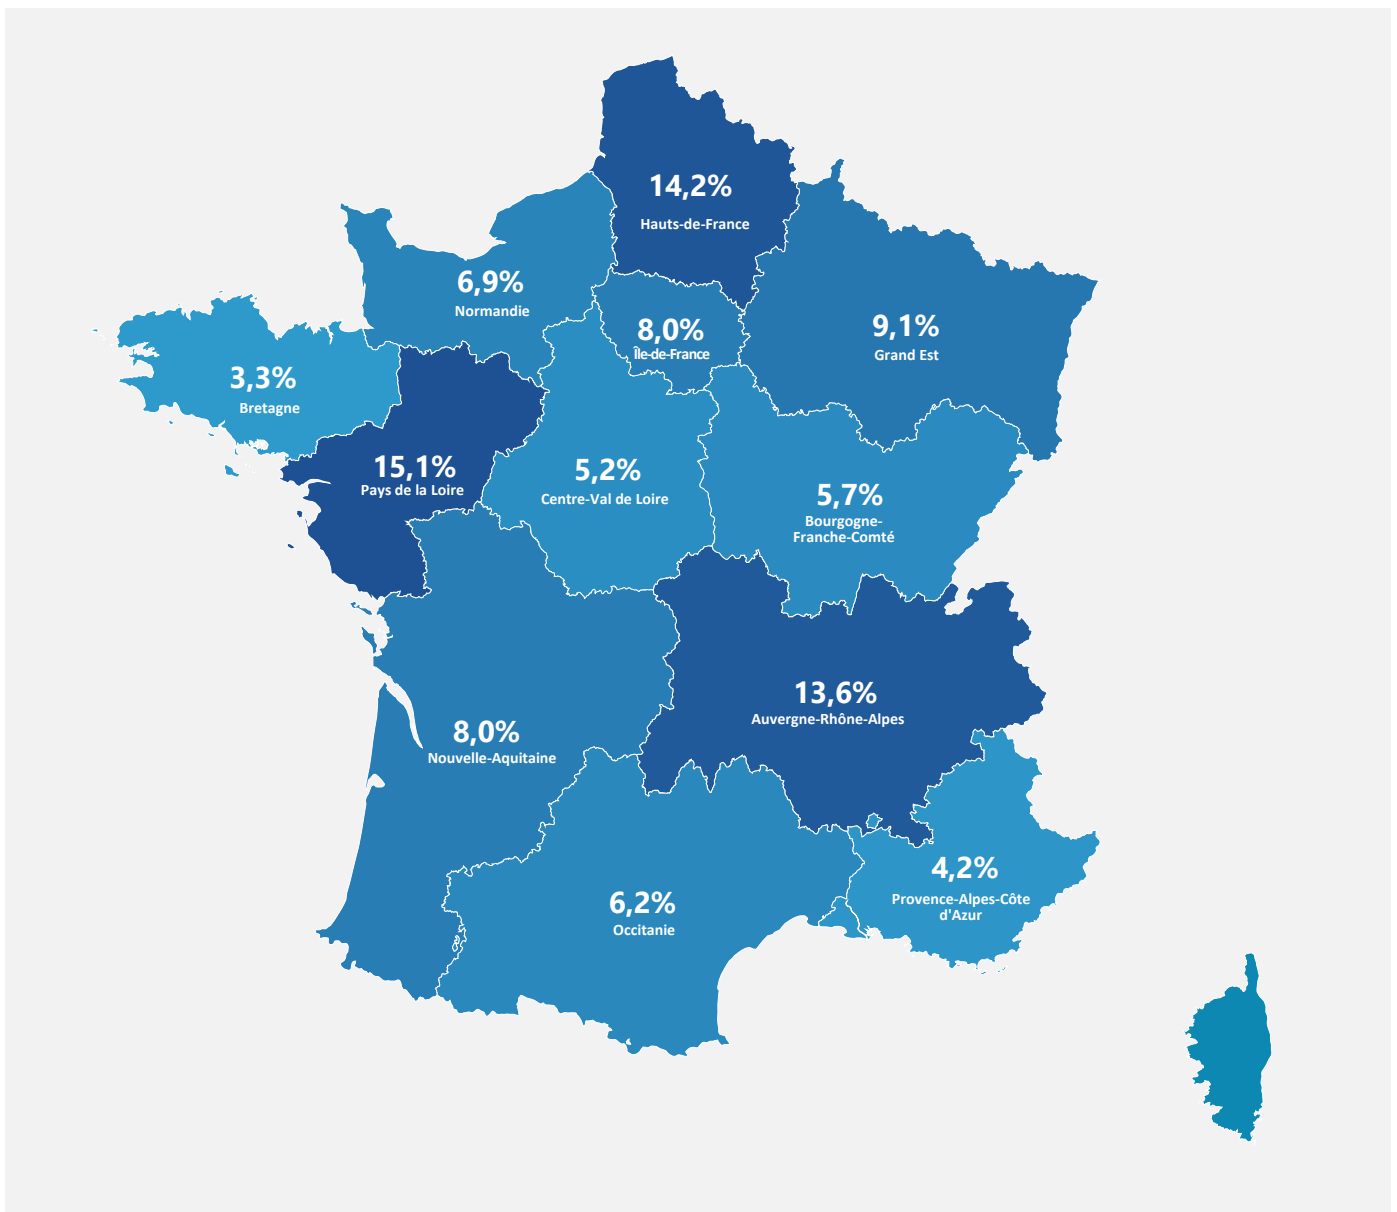 14,2%
Hauts-de-France
6,9%
Normandie
8,0%
Île-de-France
9,1%
Grand Est
3,3%
Bretagne
15,1%
Pays de la Loire
5,2%
Centre-Val de Loire
5,7%
Bourgogne-
Franche-Comté
13,6%
Auvergne-Rhône-Alpes
8,0%
Nouvelle-Aquitaine
4,2%
Provence-Alpes-Côte
d'Azur
6,2%
Occitanie